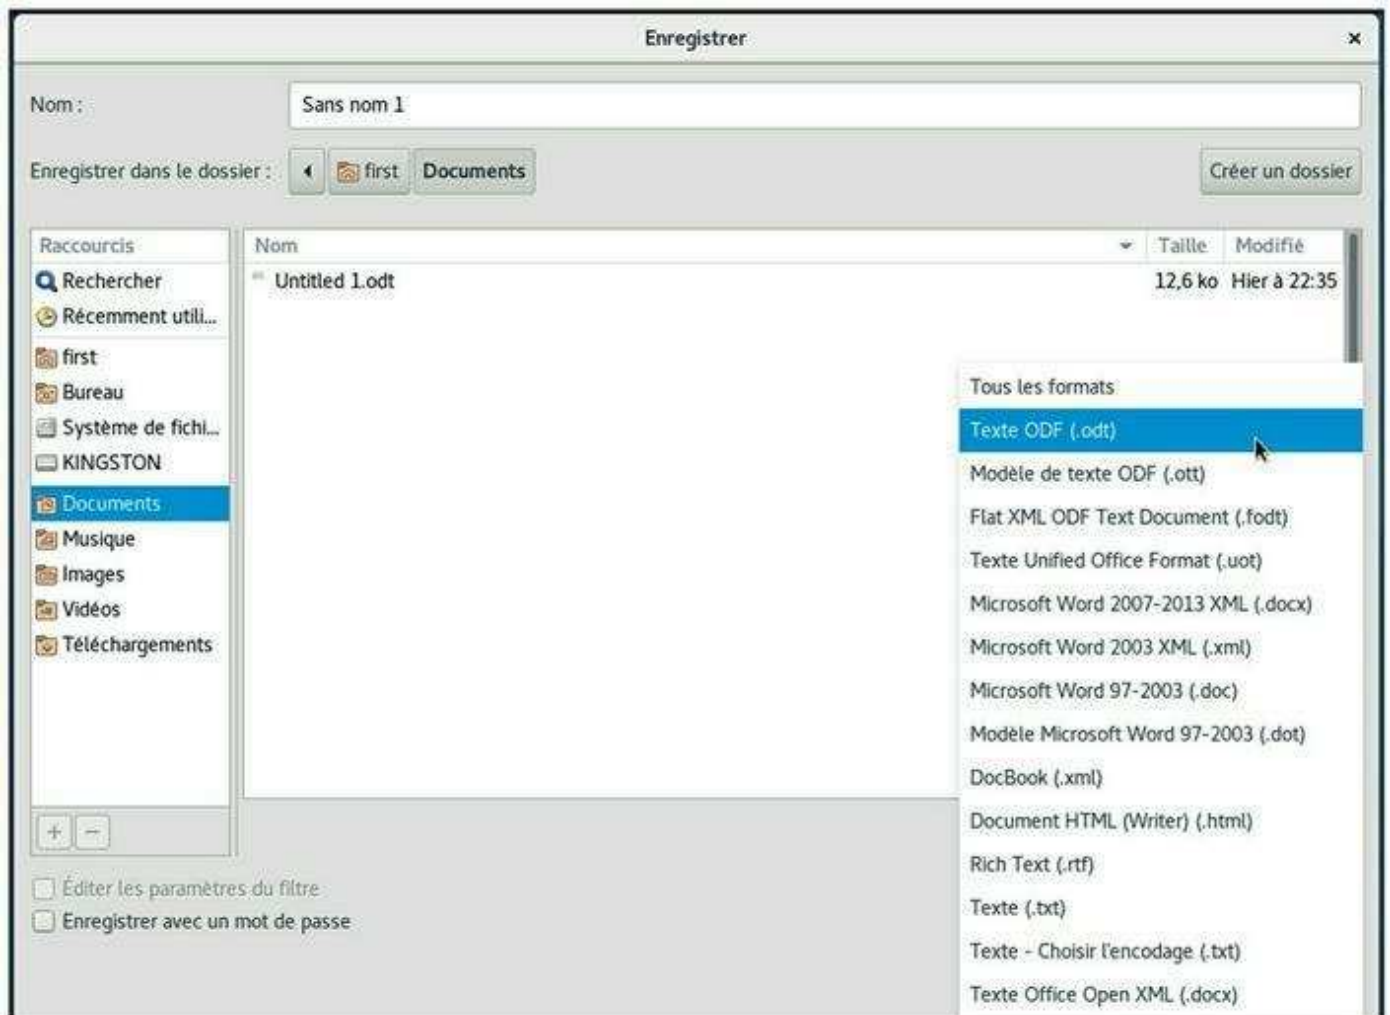 Enregistrer
Nom :
Sans nom 1
Enregistrer dans le dossier :
first
Documents
Créer un dossier
Raccourcis
Rechercher
Récemment utili...
first
Bureau
Système de fichi...
KINGSTON
Documents
Musique
Images
Vidéos
Téléchargements
Nom
Taille
Modifié
Untitled 1.odt
12,6 ko
Hier à 22:35
Tous les formats
Texte ODF (.odt)
Modèle de texte ODF (.ott)
Flat XML ODF Text Document (.fodt)
Texte Unified Office Format (.uot)
Microsoft Word 2007-2013 XML (.docx)
Microsoft Word 2003 XML (.xml)
Microsoft Word 97-2003 (.doc)
Modèle Microsoft Word 97-2003 (.dot)
DocBook (.xml)
Document HTML (Writer) (.html)
Rich Text (.rtf)
Texte (.txt)
Texte - Choisir l'encodage (.txt)
Texte Office Open XML (.docx)
Éditer les paramètres du filtre
Enregistrer avec un mot de passe